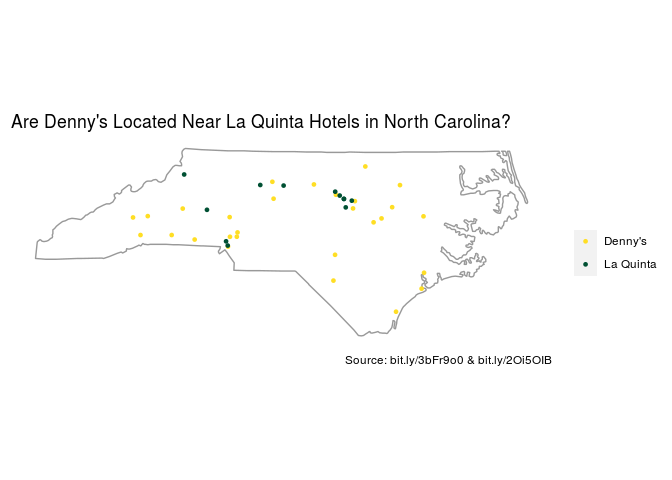 Are Denny's Located Near La Quinta Hotels in North Carolina?
Denny's
La Quinta
Source: bit.ly/3bFr9o0 & bit.ly/2Oi5OIB